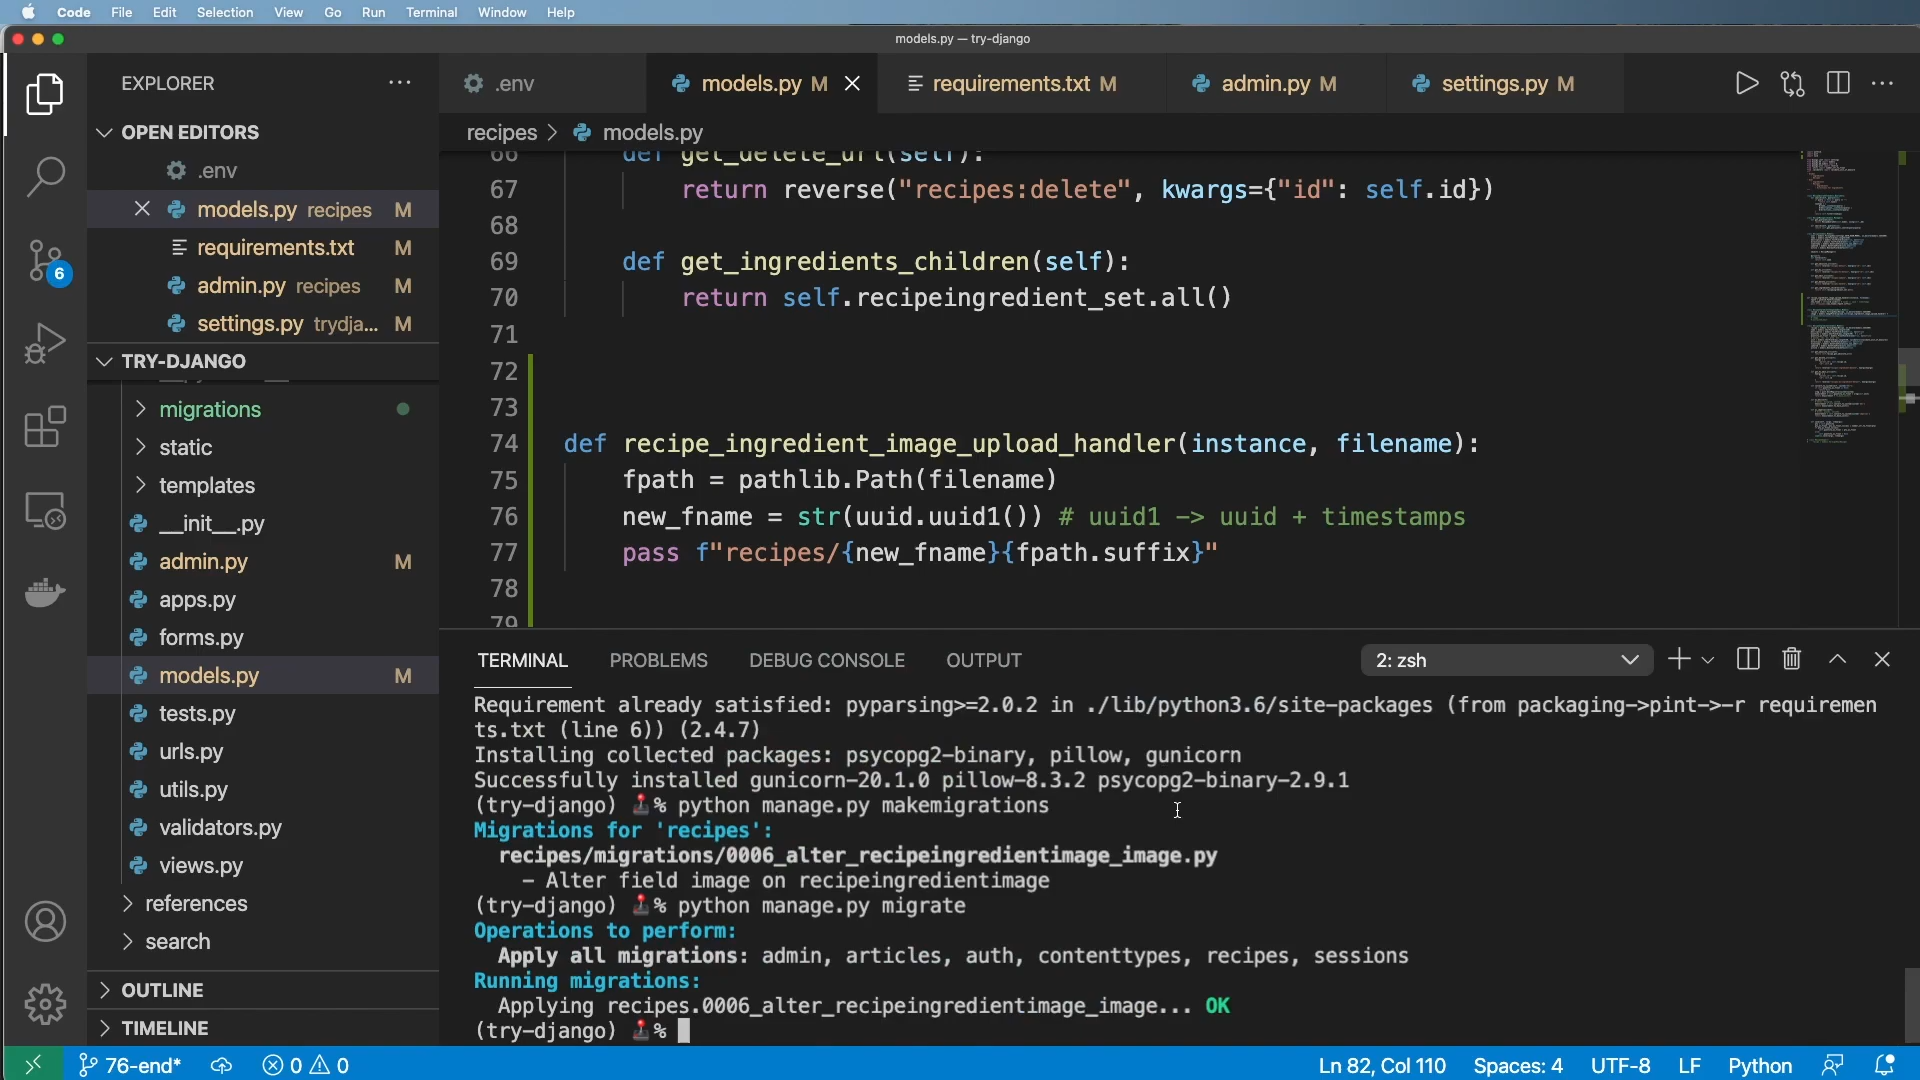 Code File Edit Selection View Go Run Terminal Window Help
models.py — try-django
EXPLORER
OPEN EDITORS
.env
models.py recipes M
requirements.txt M
admin.py recipes M
settings.py trydja... M
TRY-DJANGO
migrations
static
templates
__init__.py
admin.py M
apps.py
forms.py
models.py M
tests.py
urls.py
utils.py
validators.py
views.py
references
search
OUTLINE
TIMELINE
6
.env
models.py M
requirements.txt M
admin.py M
settings.py M
recipes > models.py
66 def get_delete_url(self):
67 return reverse("recipes:delete", kwargs={"id": self.id})
68
69 def get_ingredients_children(self):
70 return self.recipeingredient_set.all()
71
72
73
74 def recipe_ingredient_image_upload_handler(instance, filename):
75 fpath = pathlib.Path(filename)
76 new_fname = str(uuid.uuid1()) # uuid1 -> uuid + timestamps
77 pass f"recipes/{new_fname}{fpath.suffix}"
78
79
TERMINAL PROBLEMS DEBUG CONSOLE OUTPUT
2: zsh
Requirement already satisfied: pyparsing>=2.0.2 in ./lib/python3.6/site-packages (from packaging->pint->-r requiremen
ts.txt (line 6)) (2.4.7)
Installing collected packages: psycopg2-binary, pillow, gunicorn
Successfully installed gunicorn-20.1.0 pillow-8.3.2 psycopg2-binary-2.9.1
(try-django) 🕹% python manage.py makemigrations
Migrations for 'recipes':
recipes/migrations/0006_alter_recipeingredientimage_image.py
- Alter field image on recipeingredientimage
(try-django) 🕹% python manage.py migrate
Operations to perform:
Apply all migrations: admin, articles, auth, contenttypes, recipes, sessions
Running migrations:
Applying recipes.0006_alter_recipeingredientimage_image... OK
(try-django) 🕹%
76-end* 0 0 Ln 82, Col 110 Spaces: 4 UTF-8 LF Python